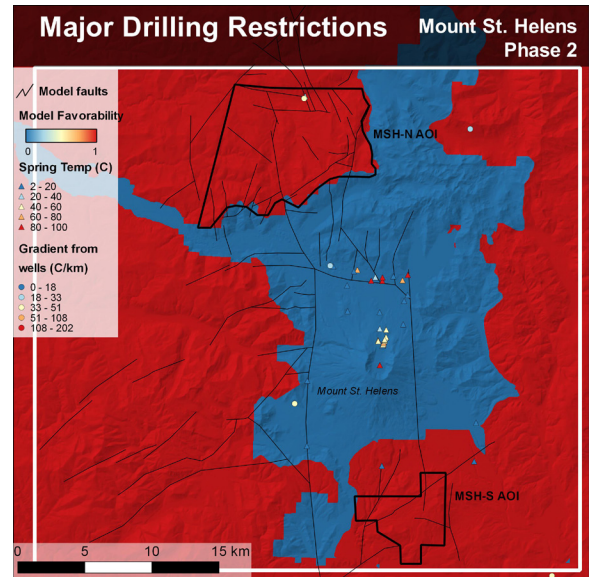 Major Drilling Restrictions
Mount St. Helens
Phase 2
Model faults
Model Favorability
0 1
Spring Temp (C)
2 - 20
20 - 40
40 - 60
60 - 80
80 - 100
Gradient from
wells (C/km)
0 - 18
18 - 33
33 - 51
51 - 108
108 - 202
MSH-N AOI
Mount St. Helens
MSH-S AOI
0 5 10 15 km